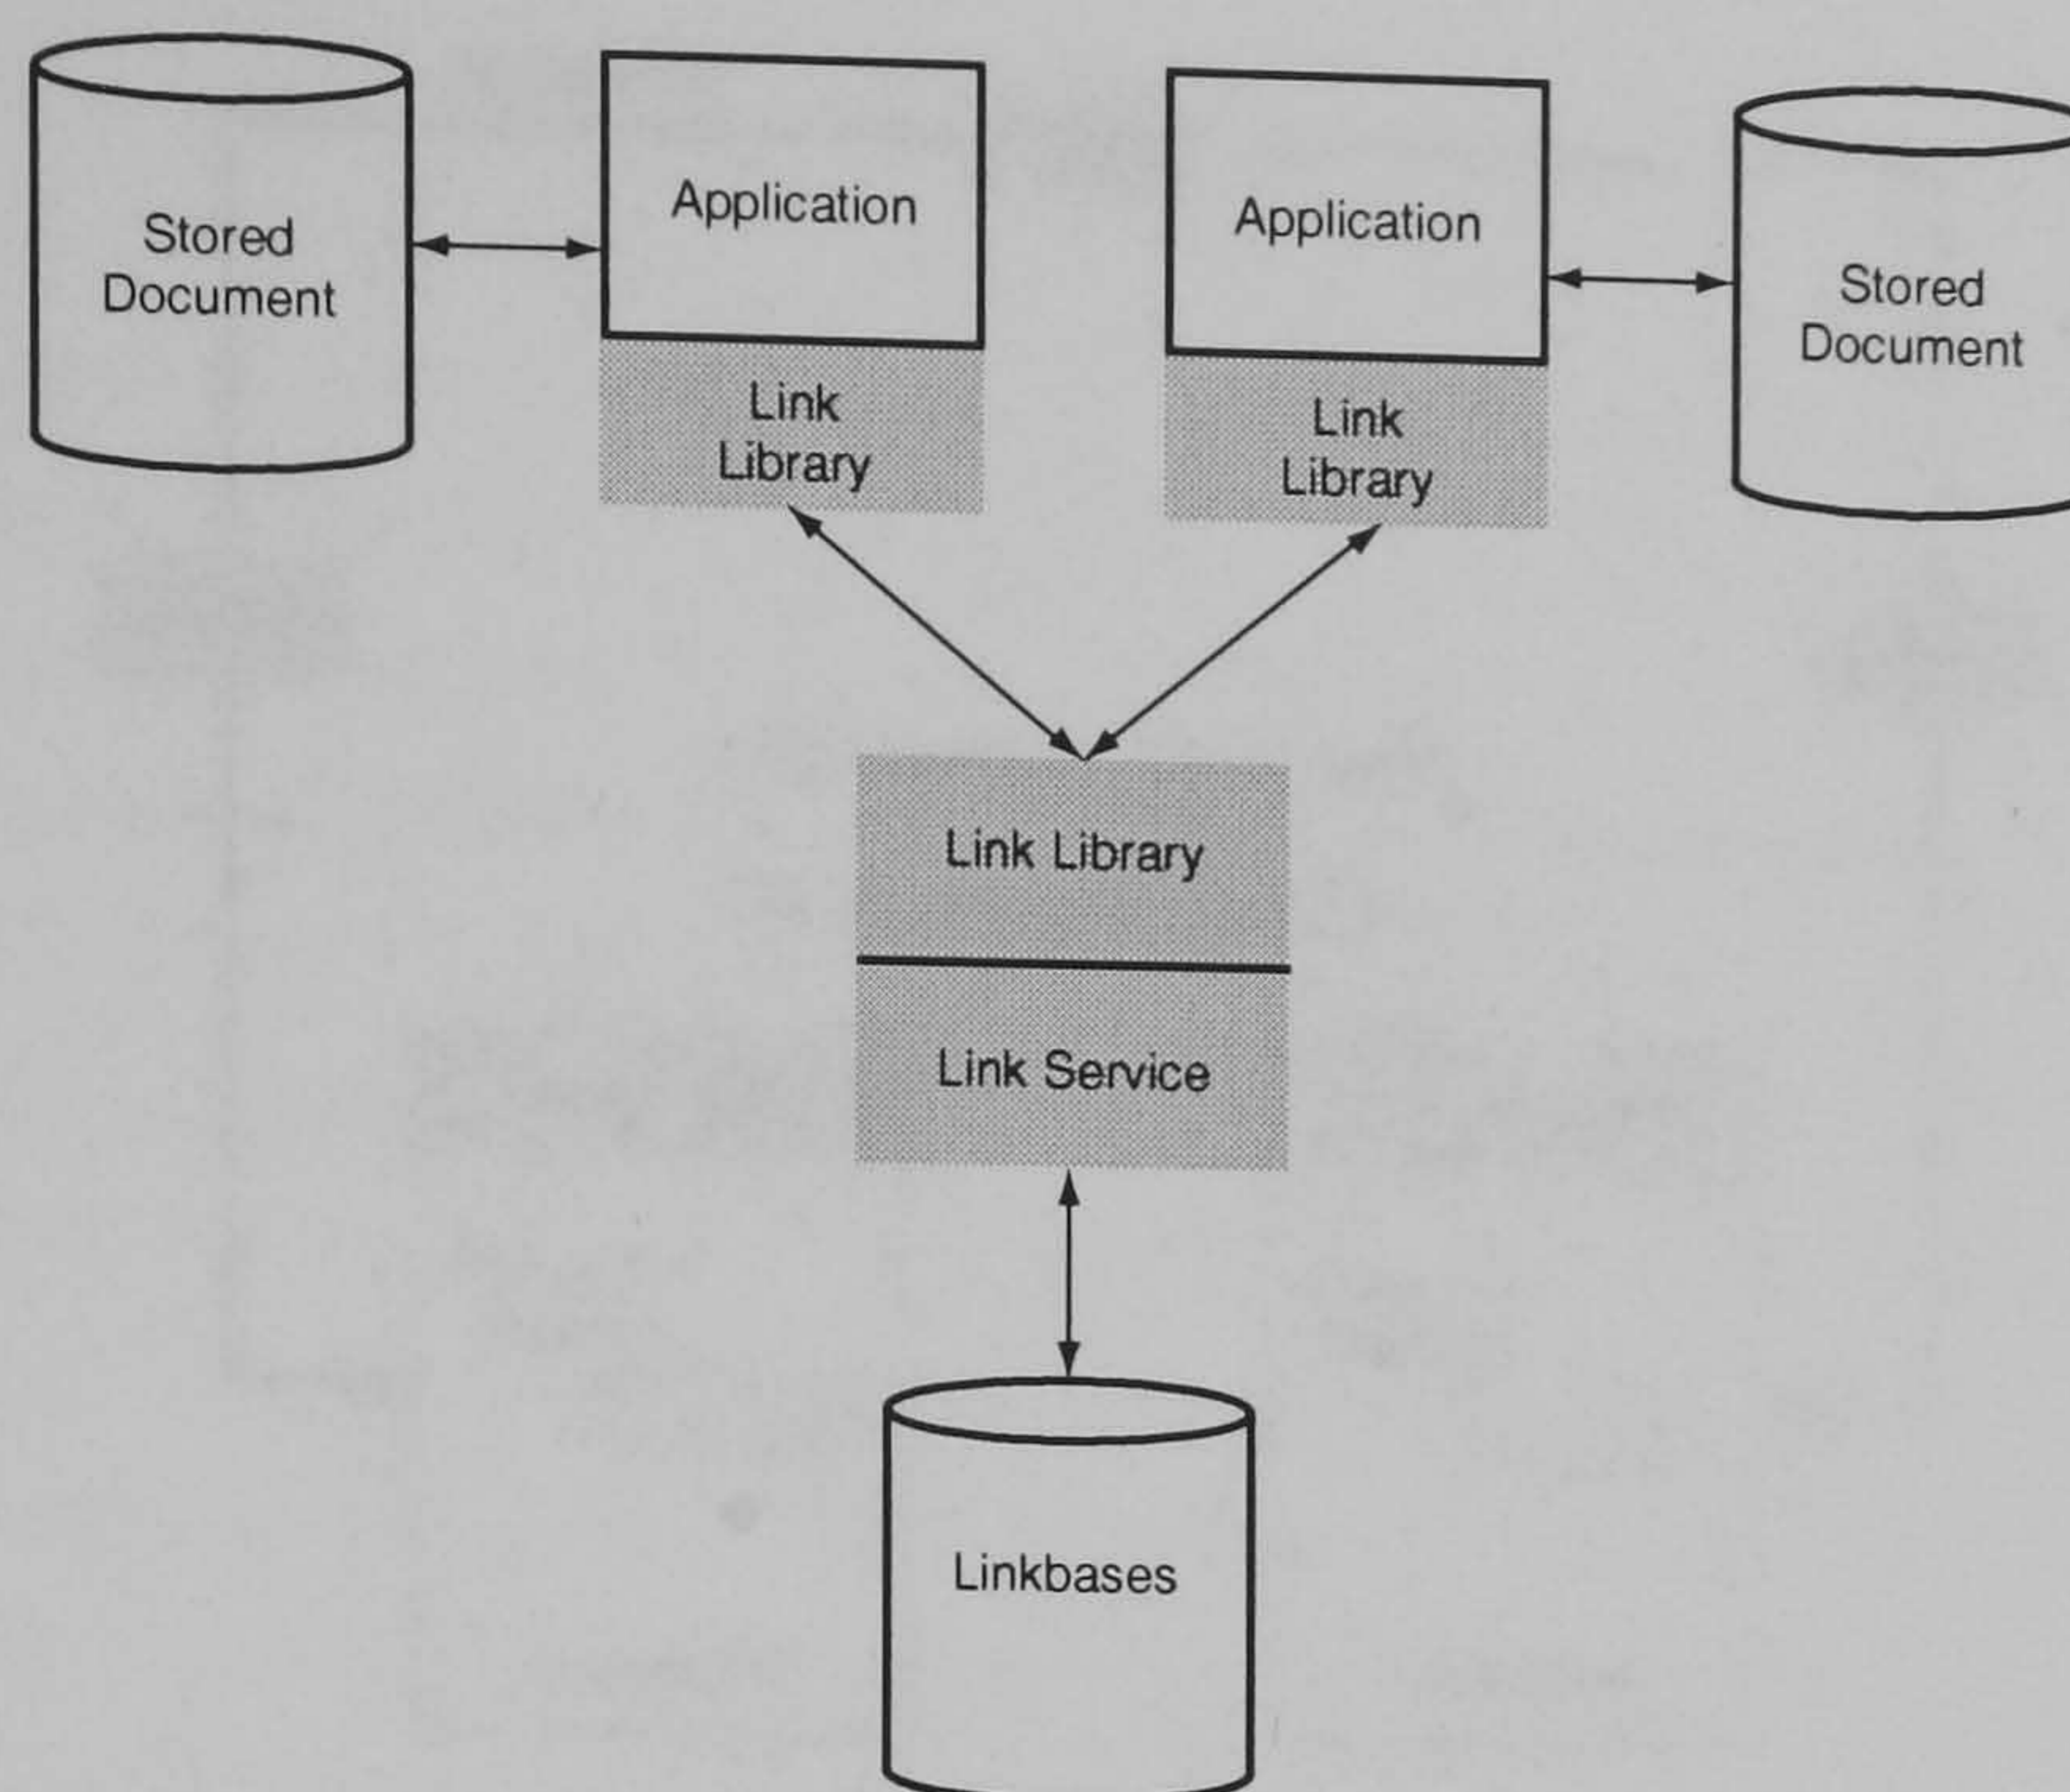 Stored
Document
Application
Link
Library
Application
Link
Library
Stored
Document
Link Library
Link Service
Linkbases